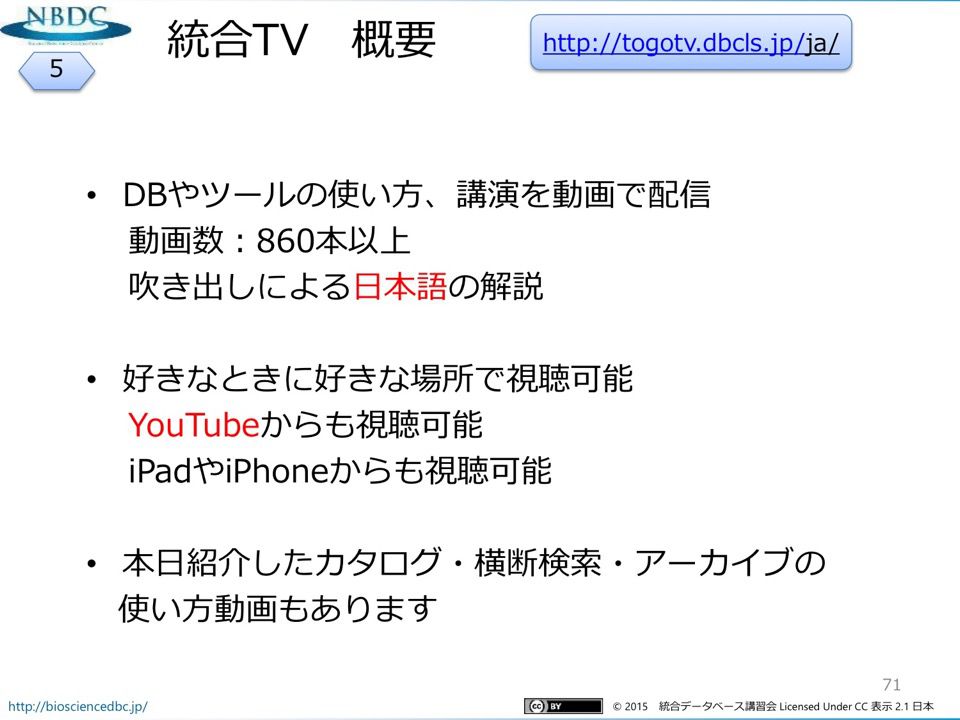 NBDC
統合TV 概要
http://togotv.dbcls.jp/ja/
5
• DBやツールの使い方、講演を動画で配信
動画数：860本以上
吹き出しによる日本語の解説
• 好きなときに好きな場所で視聴可能
YouTubeからも視聴可能
iPadやiPhoneからも視聴可能
• 本日紹介したカタログ・横断検索・アーカイブの
使い方動画もあります
71
http://biosciencedbc.jp/
cc BY
© 2015 統合データベース講習会 Licensed Under CC 表示 2.1 日本